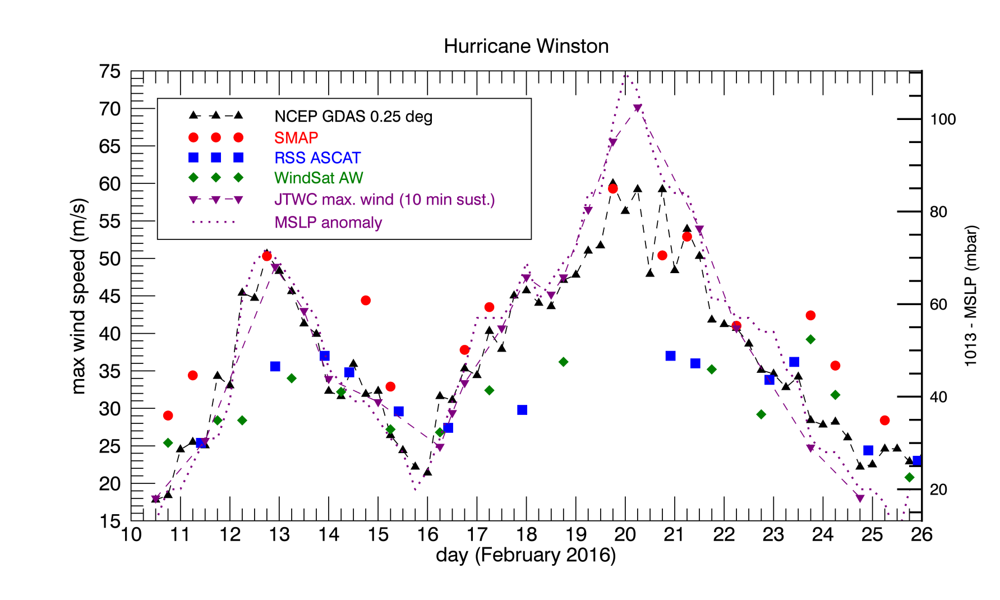 Hurricane Winston
75
70
65
60
55
50
45
40
35
30
25
20
15
max wind speed (m/s)
NCEP GDAS 0.25 deg
SMAP
RSS ASCAT
WindSat AW
JTWC max. wind (10 min sust.)
MSLP anomaly
100
80
60
40
20
1013 - MSLP (mbar)
10 11 12 13 14 15 16 17 18 19 20 21 22 23 24 25 26
day (February 2016)